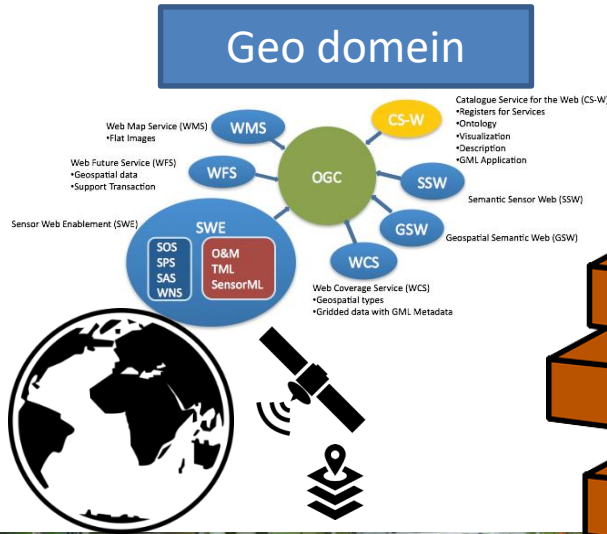 Geo domein
Catalogue Service for the Web (CS-W)
•Registers for Services
•Ontology
•Visualization
•Description
•GML Application
CS-W
Web Map Service (WMS)
•Flat Images
WMS
Web Future Service (WFS)
•Geospatial data
•Support Transaction
WFS
OGC
SSW
Semantic Sensor Web (SSW)
Sensor Web Enablement (SWE)
SWE
GSW
Geospatial Semantic Web (GSW)
SOS
SPS
SAS
WNS
O&M
TML
SensorML
WCS
Web Coverage Service (WCS)
•Geospatial types
•Gridded data with GML Metadata